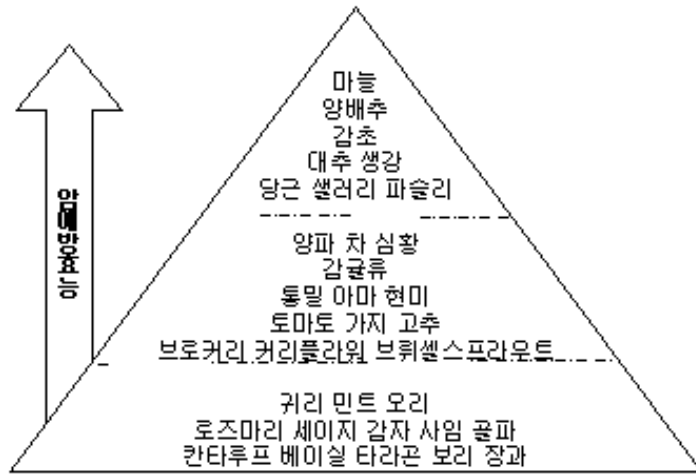 마늘
양배추
감초
대추 생강
당근 샐러리 파슬리
양파 차 심황
감귤류
통밀 아마 현미
토마토 가지 고추
브로커리 커리플라워 브뤼셀스프라우트
귀리 민트 오리
로즈마리 세이지 감자 사임 골파
칸타루프 베이실 타라곤 보리 장과
암예방효능